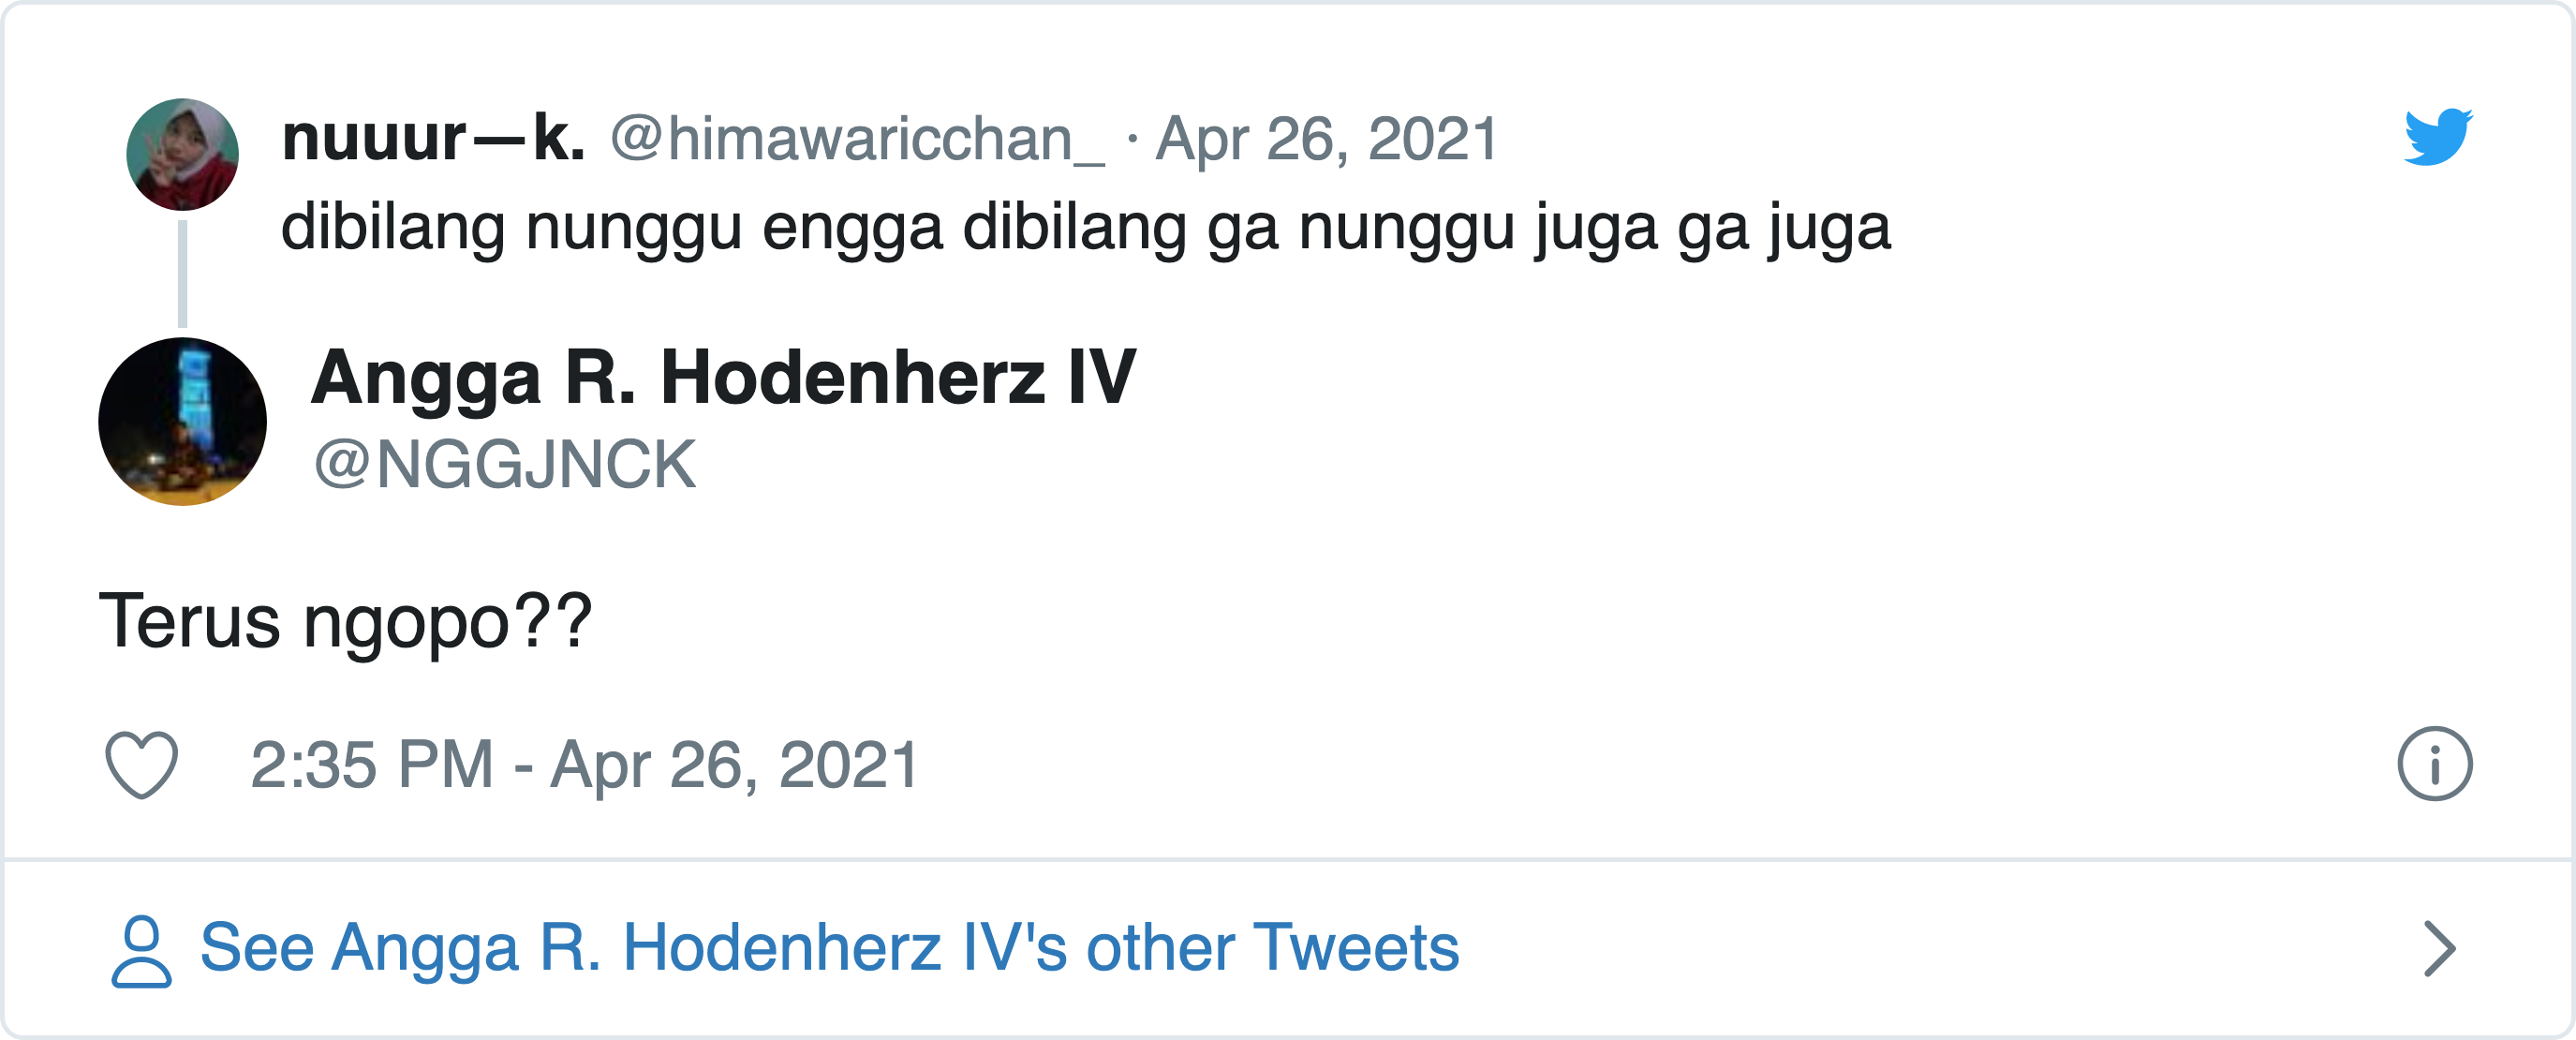 nuuur—k. @himawaricchan_ · Apr 26, 2021
dibilang nunggu engga dibilang ga nunggu juga ga juga
Angga R. Hodenherz IV
@NGGJNCK
Terus ngopo??
2:35 PM - Apr 26, 2021
See Angga R. Hodenherz IV's other Tweets